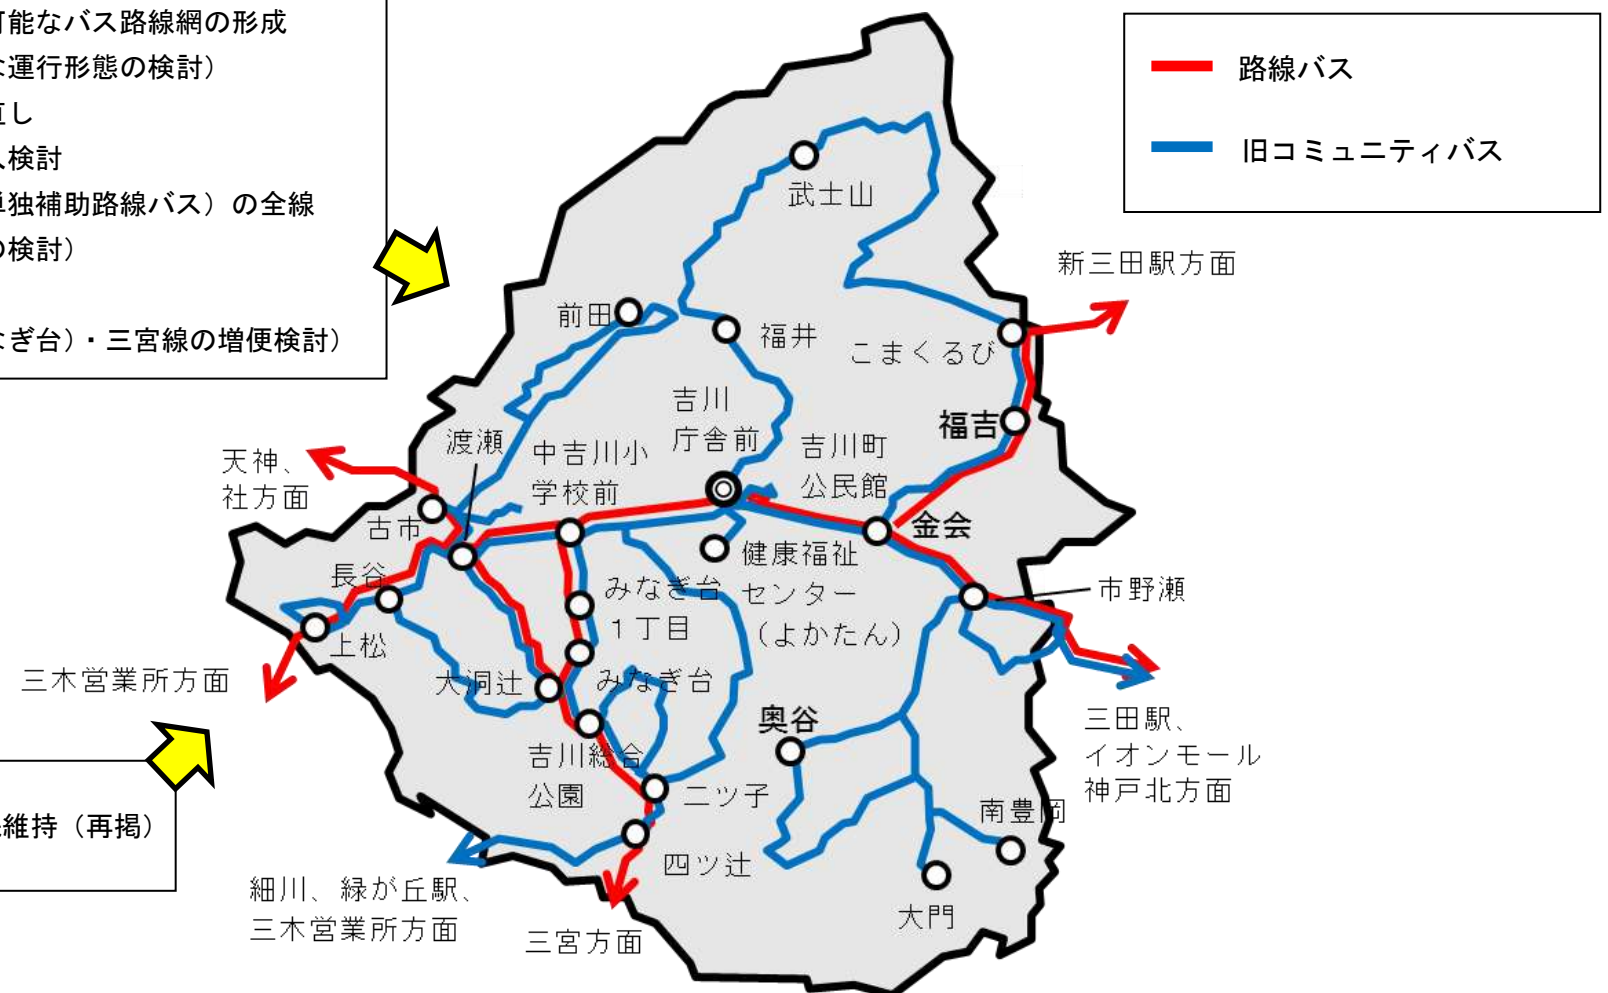 可能なバス路線網の形成
な運行形態の検討）
直し
入検討
単独補助路線バス）の全線
の検討）
なぎ台）・三宮線の増便検討）
路線バス
旧コミュニティバス
武士山
新三田駅方面
前田
福井
こまくるび
吉川
庁舎前
福吉
渡瀬
中吉川小
学校前
吉川町
公民館
天神、
社方面
古市
金会
健康福祉
センター
（よかたん）
長谷
みなぎ台
１丁目
市野瀬
上松
三木営業所方面
大洞辻
みなぎ台
奥谷
三田駅、
イオンモール
神戸北方面
吉川総合
公園
二ツ子
南豊岡
維持（再掲）
四ツ辻
細川、緑が丘駅、
三木営業所方面
三宮方面
大門